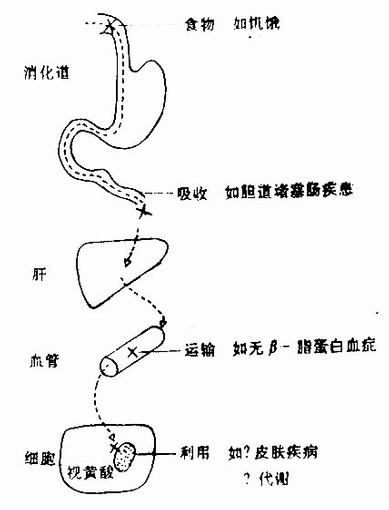 食物 如饥饿
消化道
吸收 如胆道堵塞肠疾患
肝
运输 如无β-脂蛋白血症
血管
利用 如?皮肤疾病
?代谢
细胞
视黄酸